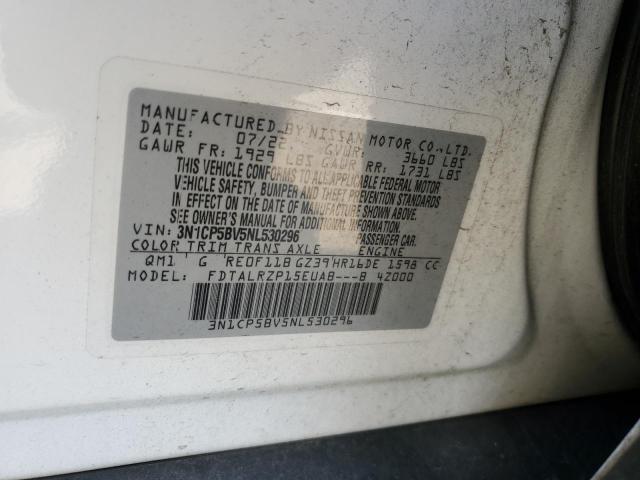 MANUFACTURED BY NISSAN MOTOR CO., LTD.
DATE: 07/22 GVWR: 3660 LBS
GAWR FR: 1929 LBS GAWR RR: 1731 LBS
THIS VEHICLE CONFORMS TO ALL APPLICABLE FEDERAL MOTOR
VEHICLE SAFETY, BUMPER AND THEFT PREVENTION STANDARDS
IN EFFECT ON THE DATE OF MANUFACTURE SHOWN ABOVE.
SEE OWNER'S MANUAL FOR ADDITIONAL INFORMATION.
VIN: 3N1CP5BV5NL530296 PASSENGER CAR.
COLOR TRIM TRANS AXLE ENGINE
QM1 G RE0F11B GZ39 HR16DE 1598 CC
MODEL: FDTALRZP15EUAB---B 4Z000
3N1CP5BV5NL530296